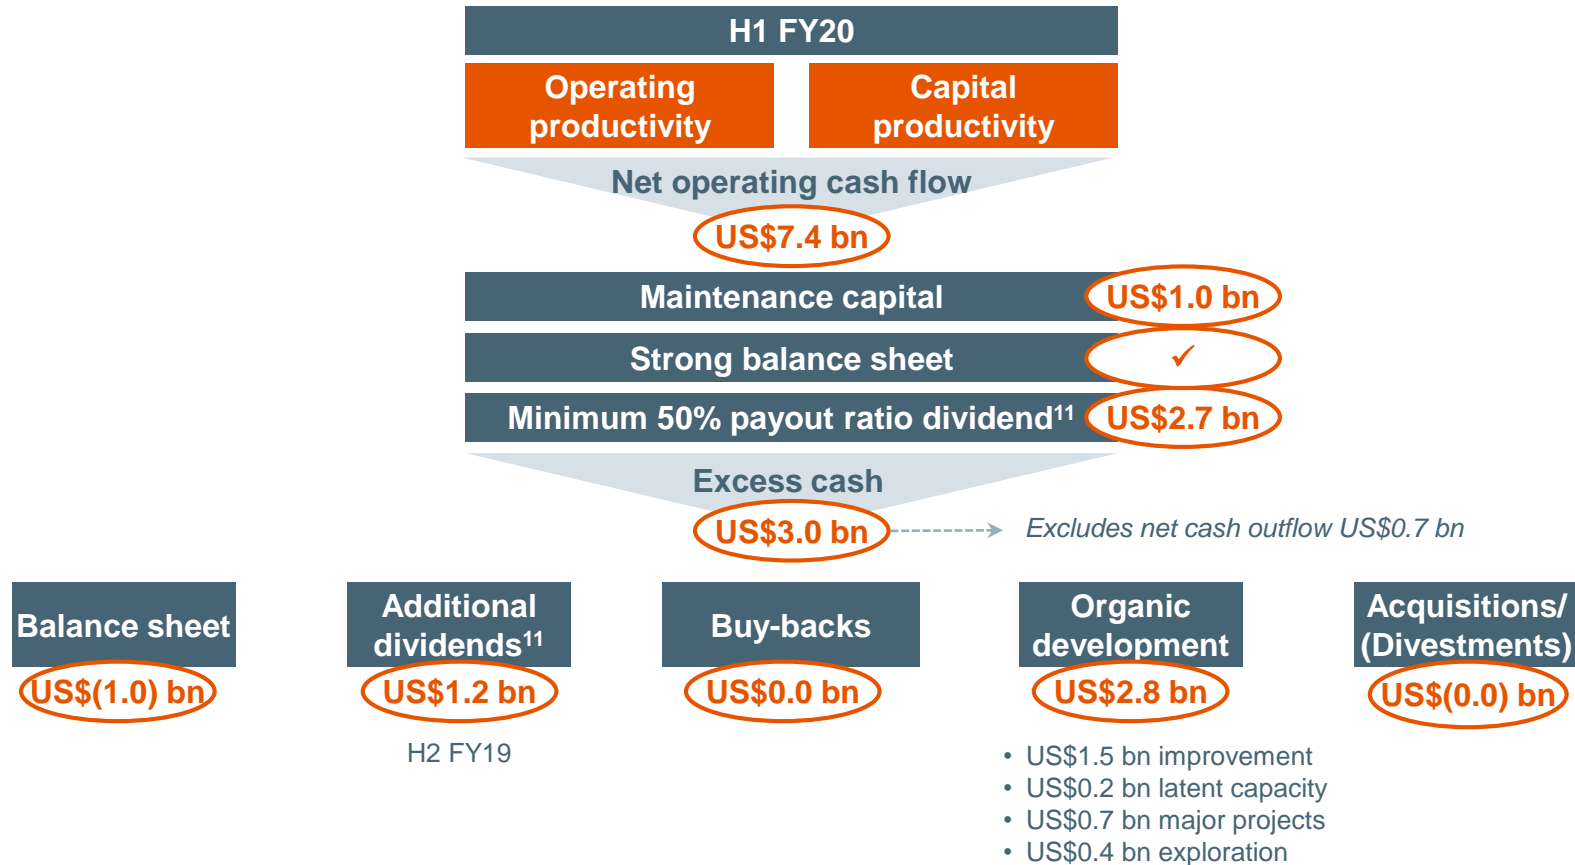 H1 FY20
Operating
productivity
Capital
productivity
Net operating cash flow
US$7.4 bn
Maintenance capital
US$1.0 bn
Strong balance sheet
✓
Minimum 50% payout ratio dividend¹¹
US$2.7 bn
Excess cash
US$3.0 bn
Excludes net cash outflow US$0.7 bn
Balance sheet
US$(1.0) bn
Additional
dividends¹¹
US$1.2 bn
H2 FY19
Buy-backs
US$0.0 bn
Organic
development
US$2.8 bn
• US$1.5 bn improvement
• US$0.2 bn latent capacity
• US$0.7 bn major projects
• US$0.4 bn exploration
Acquisitions/
(Divestments)
US$(0.0) bn